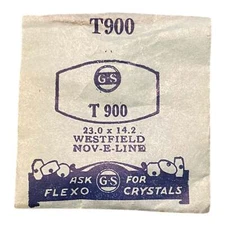 T900
G-S
T 900
23.0 x 14.2
WESTFIELD
NOV-E-LINE
ASK G-S FOR
FLEXO CRYSTALS